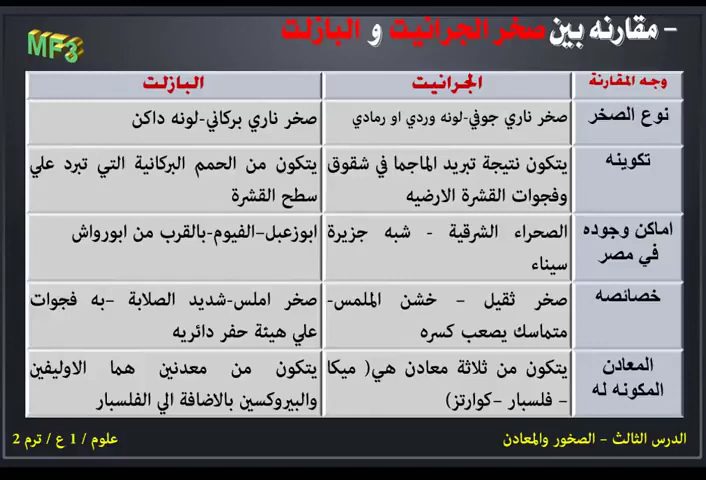 - مقارنه بين صخر الجرانيت و البازلت
MF3
وجه المقارنة
الجرانيت
البازلت
نوع الصخر
صخر ناري جوفي-لونه وردي او رمادي
صخر ناري بركاني-لونه داكن
تكوينه
يتكون نتيجة تبريد الماجما في شقوق
وفجوات القشرة الارضيه
يتكون من الحمم البركانية التي تبرد علي
سطح القشرة
اماكن وجوده
في مصر
الصحراء الشرقية - شبه جزيرة
سيناء
ابوزعبل-الفيوم-بالقرب من ابورواش
خصائصه
صخر ثقيل - خشن الملمس-
متماسك يصعب كسره
صخر املس-شديد الصلابة -به فجوات
علي هيئة حفر دائريه
المعادن
المكونه له
يتكون من ثلاثة معادن هي( ميكا
- فلسبار -كوارتز)
يتكون من معدنين هما الاوليفين
والبيروكسين بالاضافة الي الفلسبار
الدرس الثالث - الصخور والمعادن
علوم / 1 ع / ترم 2